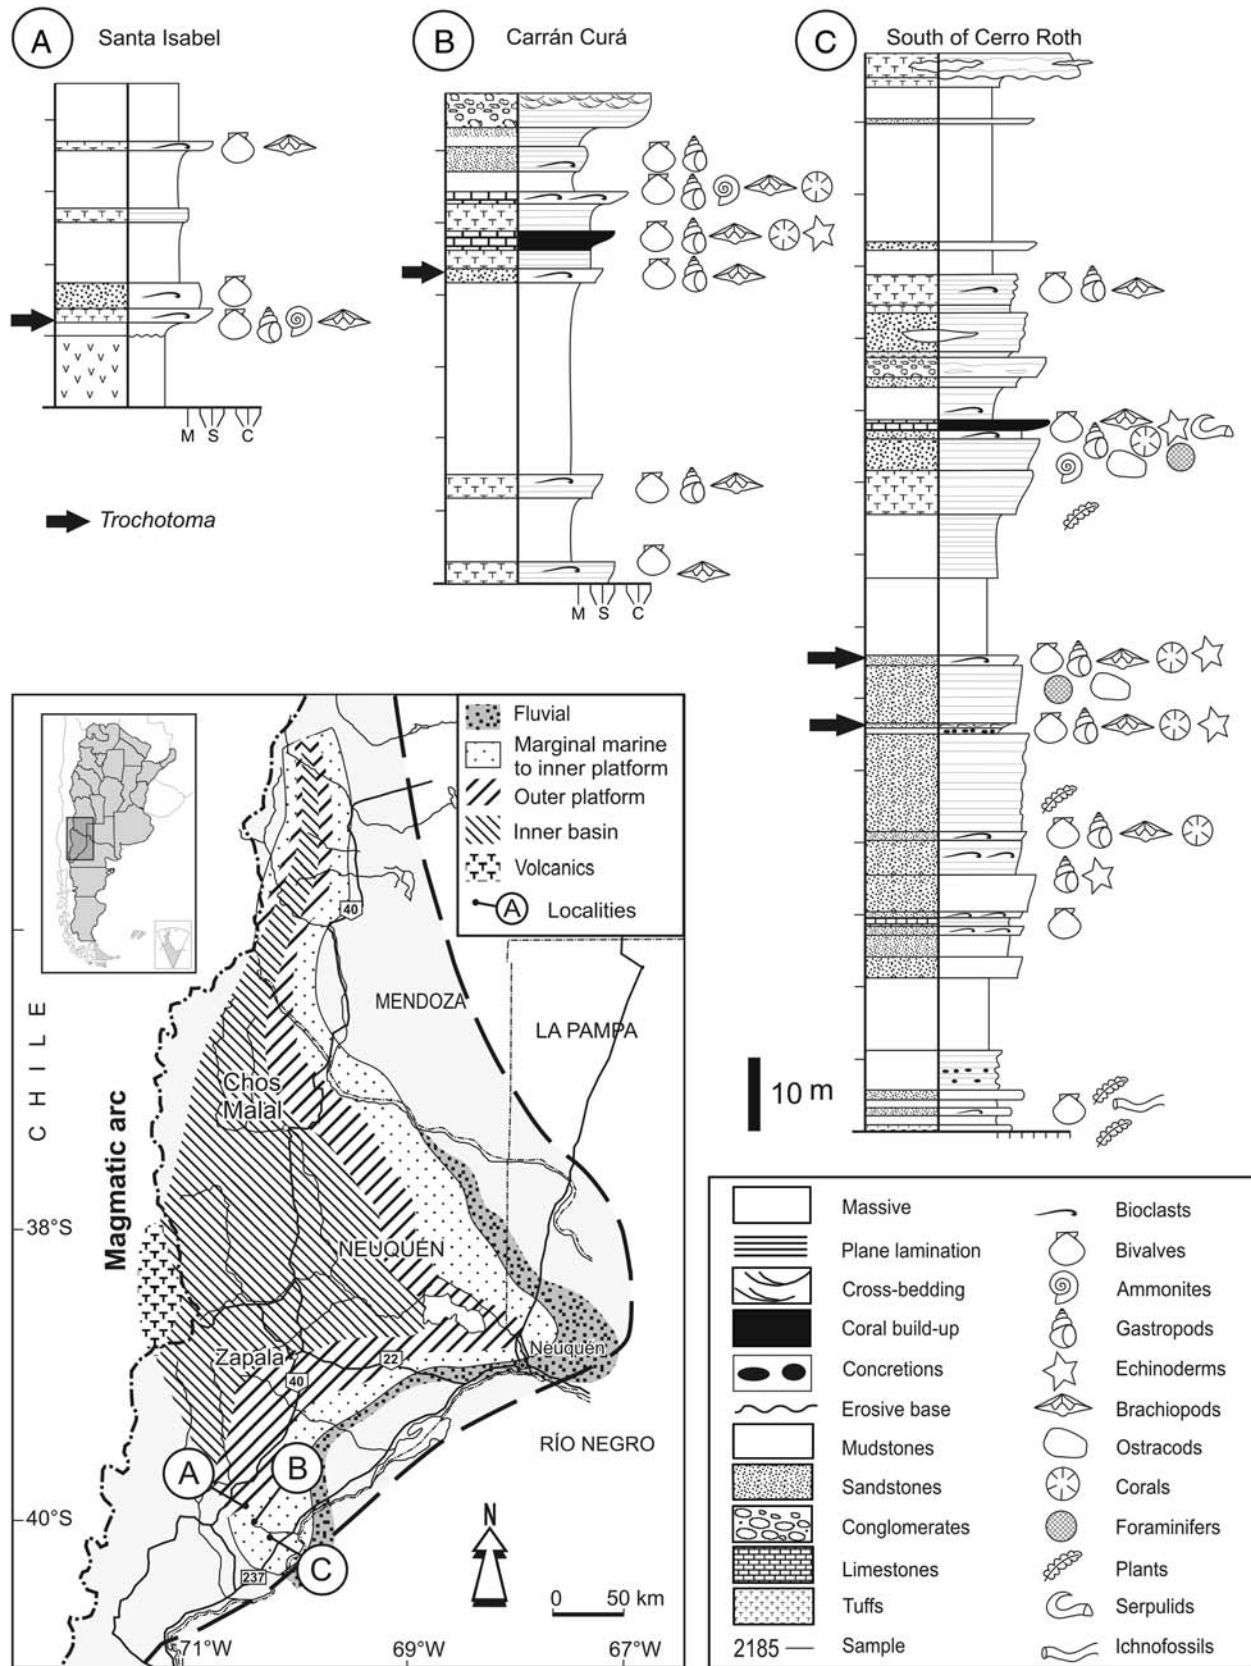 A Santa Isabel
B Carrán Curá
C South of Cerro Roth
M S C
Trochotoma
M S C
10 m
Fluvial
Marginal marine
to inner platform
Outer platform
Inner basin
Volcanics
A Localities
40
MENDOZA
LA PAMPA
CHILE
Magmatic arc
Chos
Malal
38°S
NEUQUÉN
Zapala
22
Neuquén
40
RÍO NEGRO
A
B
40°S
C
237
N
0 50 km
71°W 69°W 67°W
Massive
Plane lamination
Cross-bedding
Coral build-up
Concretions
Erosive base
Mudstones
Sandstones
Conglomerates
Limestones
Tuffs
2185 Sample
Bioclasts
Bivalves
Ammonites
Gastropods
Echinoderms
Brachiopods
Ostracods
Corals
Foraminifers
Plants
Serpulids
Ichnofossils